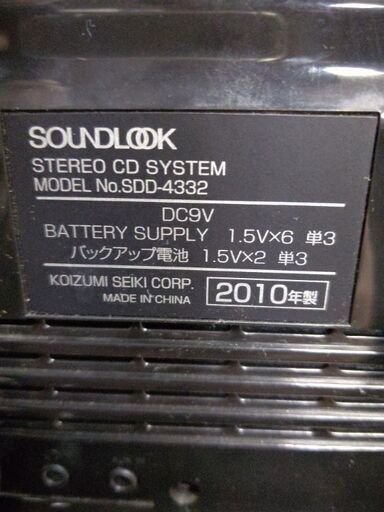 SOUNDLOOK
STEREO CD SYSTEM
MODEL No.SDD-4332
DC9V
BATTERY SUPPLY 1.5V×6 単3
バックアップ電池 1.5V×2 単3
KOIZUMI SEIKI CORP.
MADE IN CHINA
2010年製